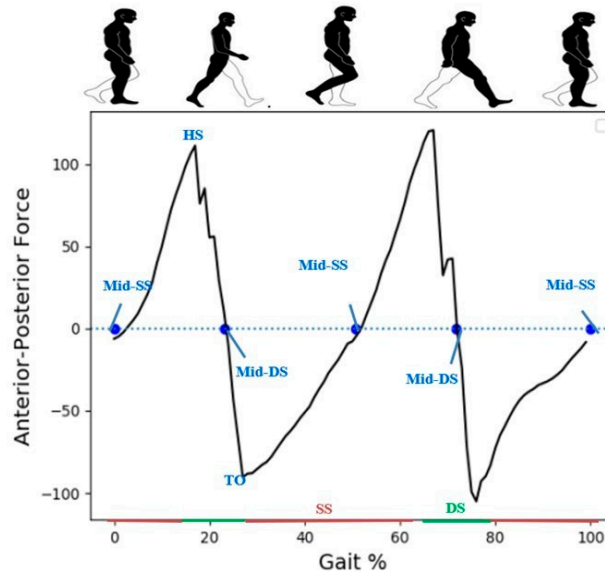 HS
100
50
Mid-SS
Mid-SS
Mid-SS
0
Mid-DS
Mid-DS
−50
TO
−100
SS
DS
0
20
40
60
80
100
Gait %
Anterior-Posterior Force